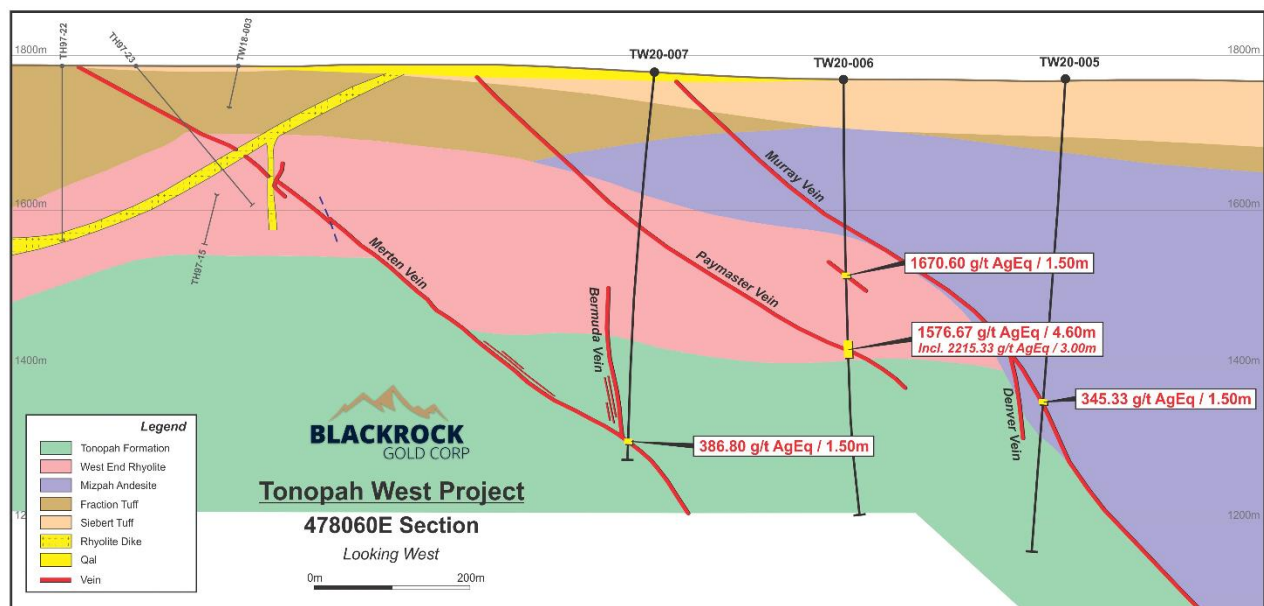 TH97-22
TH97-23
TW18-003
TW20-007
TW20-006
TW20-005
1800m
1800m
1600m
1600m
TH97-15
Merten Vein
Bermuda Vein
Paymaster Vein
Murray Vein
Denver Vein
1670.60 g/t AgEq / 1.50m
1576.67 g/t AgEq / 4.60m
Incl. 2215.33 g/t AgEq / 3.00m
345.33 g/t AgEq / 1.50m
386.80 g/t AgEq / 1.50m
1400m
1400m
1200m
Legend
Tonopah Formation
West End Rhyolite
Mizpah Andesite
Fraction Tuff
Siebert Tuff
Rhyolite Dike
Qal
Vein
BLACKROCK
GOLD CORP
Tonopah West Project
478060E Section
Looking West
0m 200m